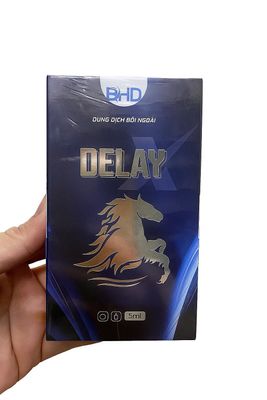 BHD
DUNG DỊCH BÔI NGOÀI
DELAY X
5ml